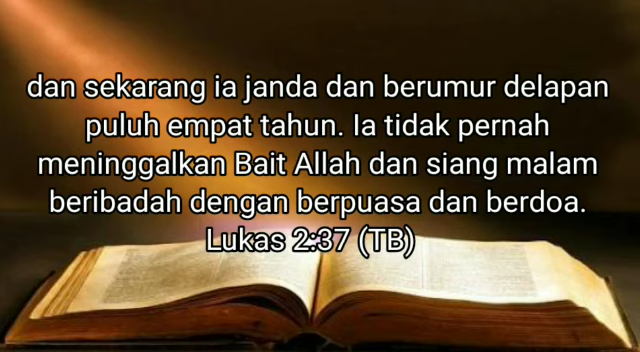 dan sekarang ia janda dan berumur delapan
puluh empat tahun. Ia tidak pernah
meninggalkan Bait Allah dan siang malam
beribadah dengan berpuasa dan berdoa.
Lukas 2:37 (TB)